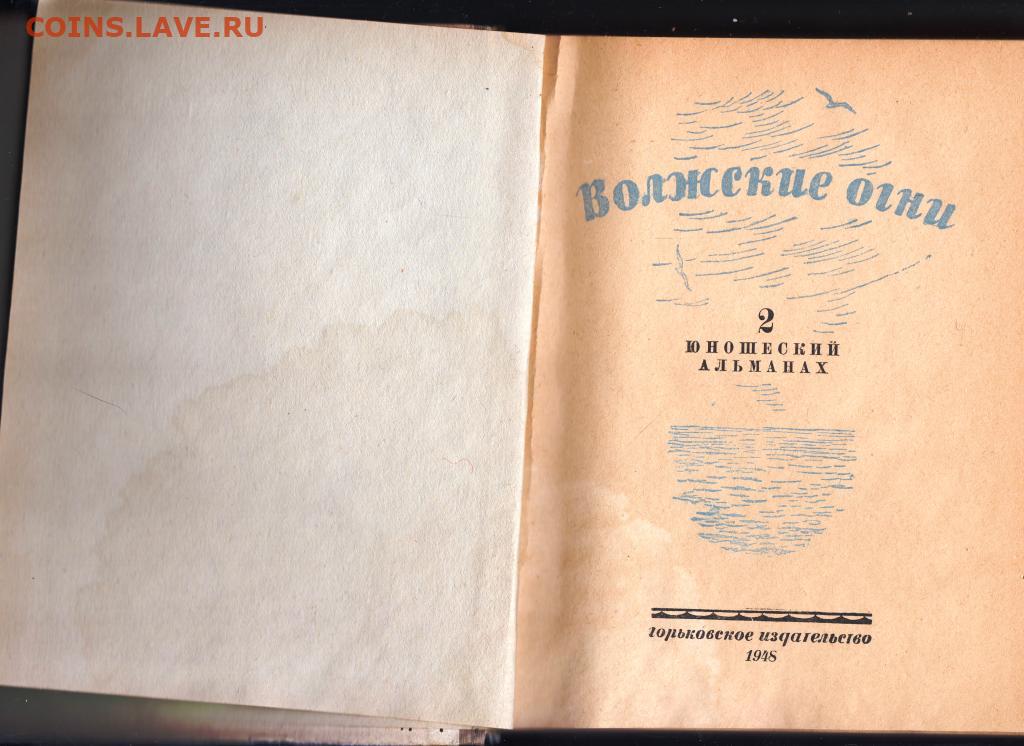 COINS.LAVE.RU
Волжские огни
2
ЮНОШЕСКИЙ
АЛЬМАНАХ
горьковское издательство
1948